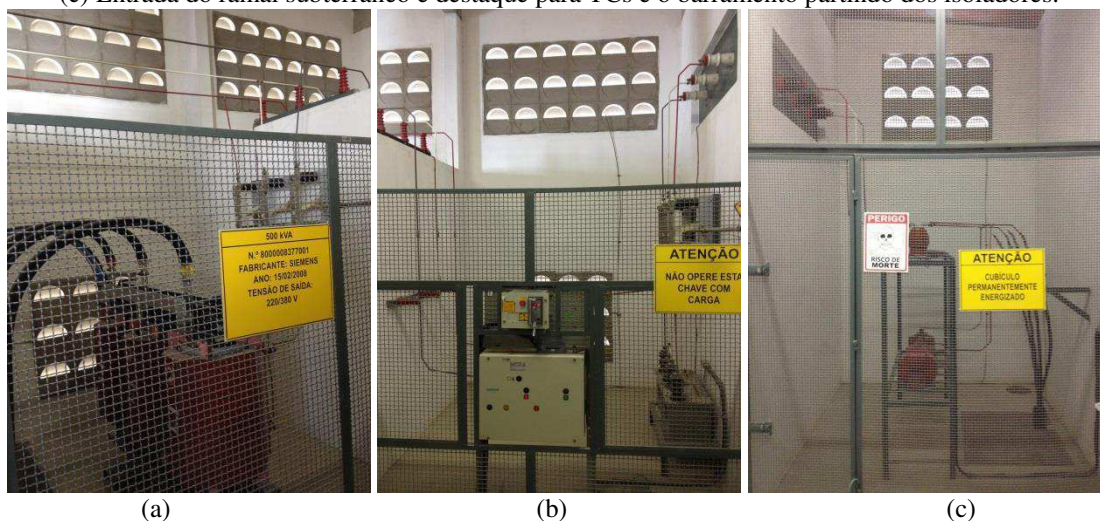 (c) Entrada do ramal subterrâneo e destaque para TCs e o barramento partindo dos isoladores.
500 kVA
N.º 8000008377001
FABRICANTE: SIEMENS
ANO: 15/02/2008
TENSÃO DE SAÍDA:
220/380 V
ATENÇÃO
NÃO OPERE ESTA
CHAVE COM
CARGA
PERIGO
RISCO DE
MORTE
ATENÇÃO
CUBÍCULO
PERMANENTEMENTE
ENERGIZADO
(a)
(b)
(c)